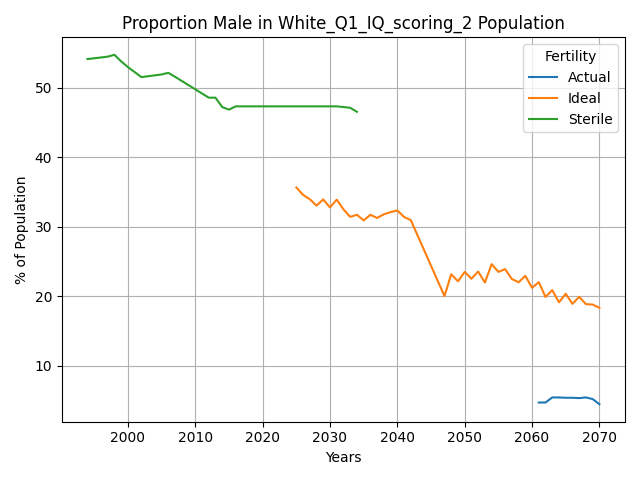 Proportion Male in White_Q1_IQ_scoring_2 Population
Fertility
Actual
Ideal
Sterile
% of Population
50
40
30
20
10
2000 2010 2020 2030 2040 2050 2060 2070
Years